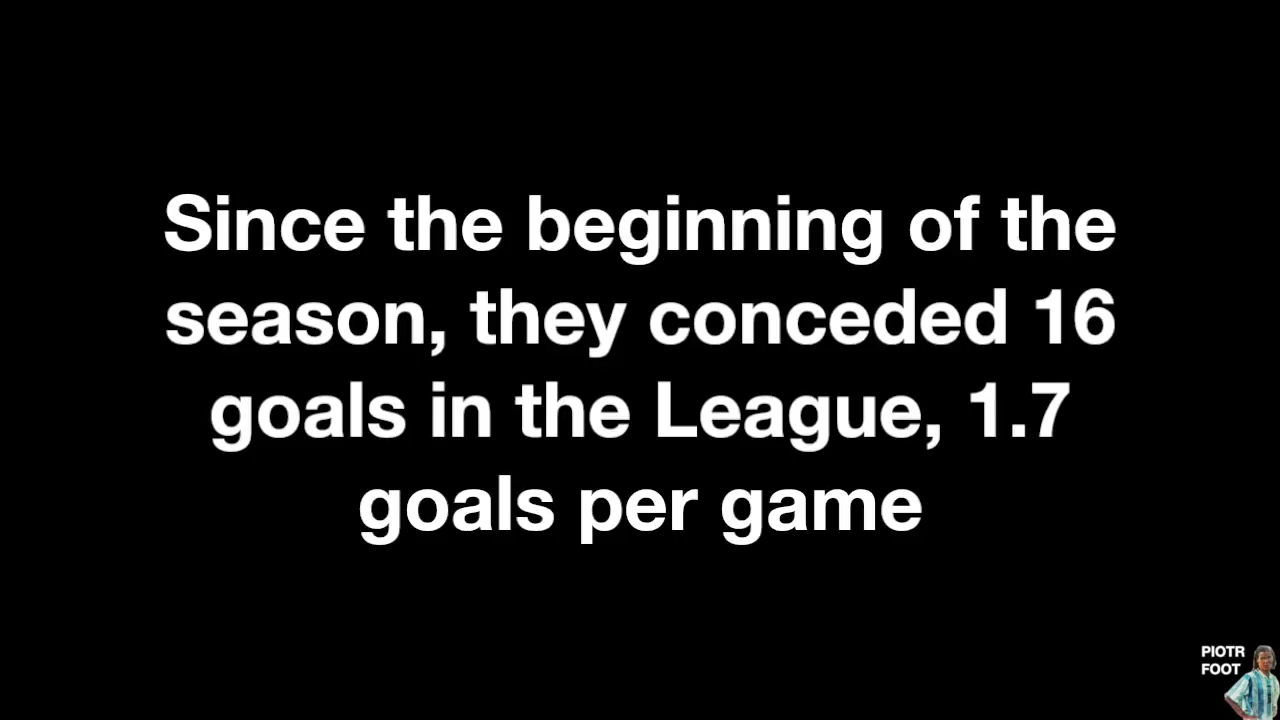 Since the beginning of the
season, they conceded 16
goals in the League, 1.7
goals per game
PIOTR
FOOT